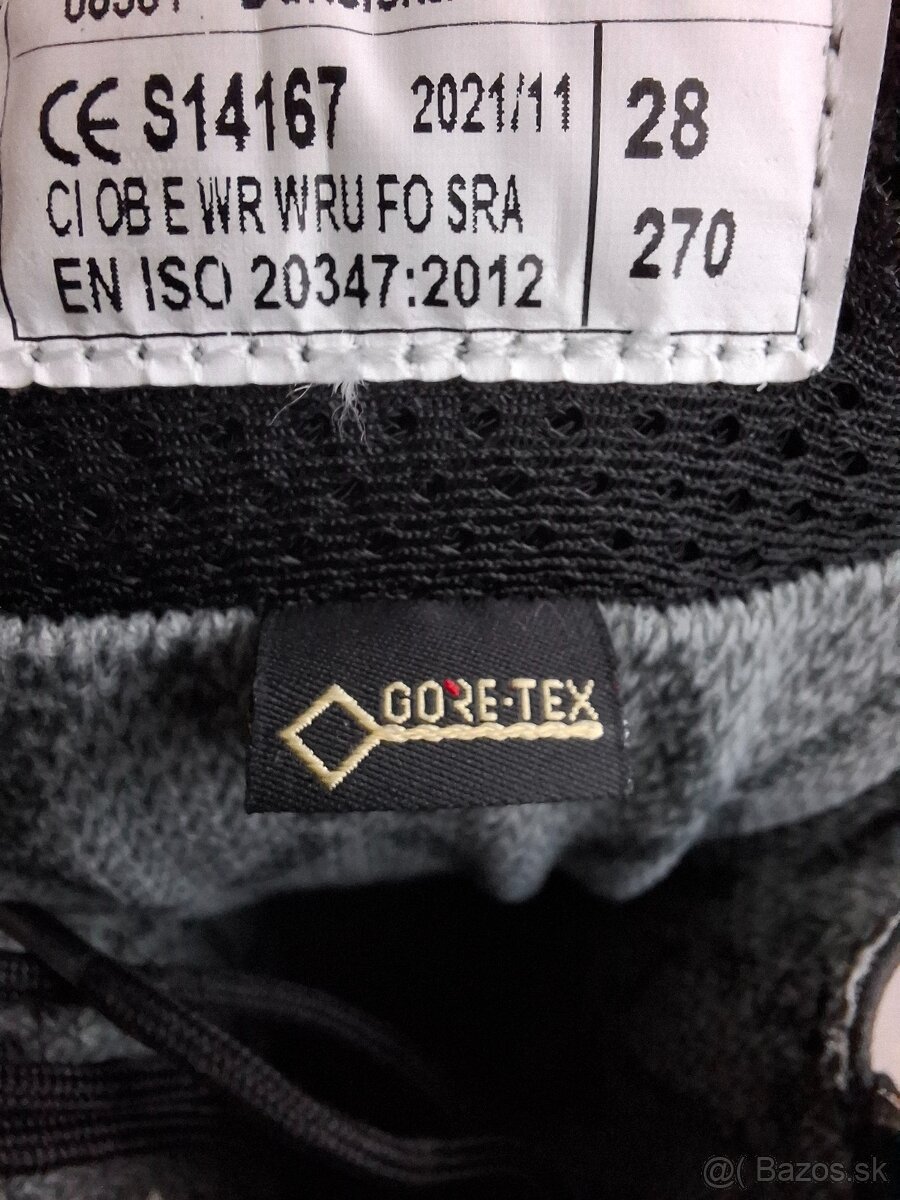 CE S14167 2021/11 28
CI OB E WR WRU FO SRA
270
EN ISO 20347:2012
GORE-TEX
@( Bazos.sk